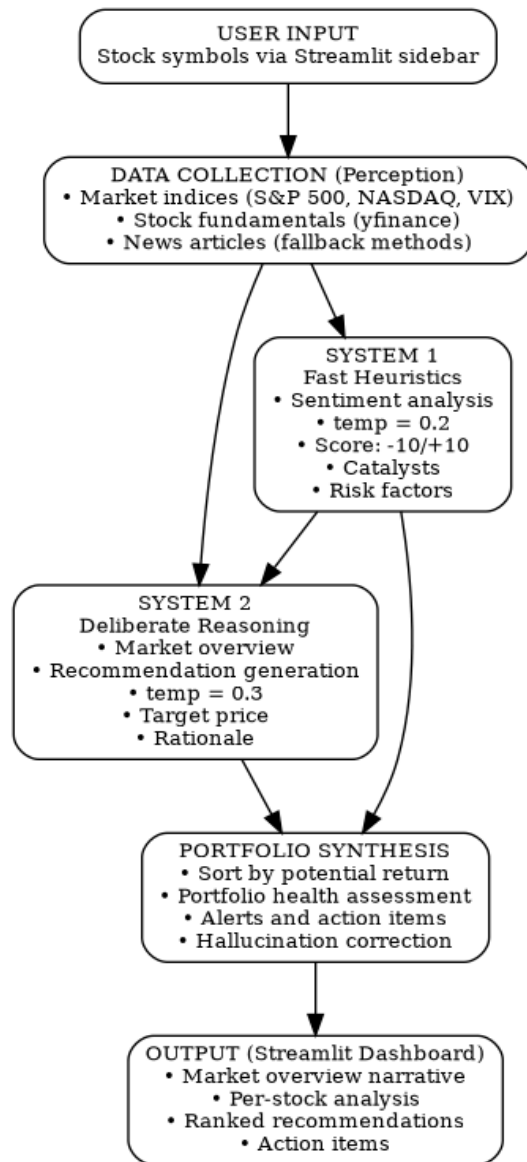 USER INPUT
Stock symbols via Streamlit sidebar
DATA COLLECTION (Perception)
• Market indices (S&P 500, NASDAQ, VIX)
• Stock fundamentals (yfinance)
• News articles (fallback methods)
SYSTEM 1
Fast Heuristics
• Sentiment analysis
• temp = 0.2
• Score: -10/+10
• Catalysts
• Risk factors
SYSTEM 2
Deliberate Reasoning
• Market overview
• Recommendation generation
• temp = 0.3
• Target price
• Rationale
PORTFOLIO SYNTHESIS
• Sort by potential return
• Portfolio health assessment
• Alerts and action items
• Hallucination correction
OUTPUT (Streamlit Dashboard)
• Market overview narrative
• Per-stock analysis
• Ranked recommendations
• Action items